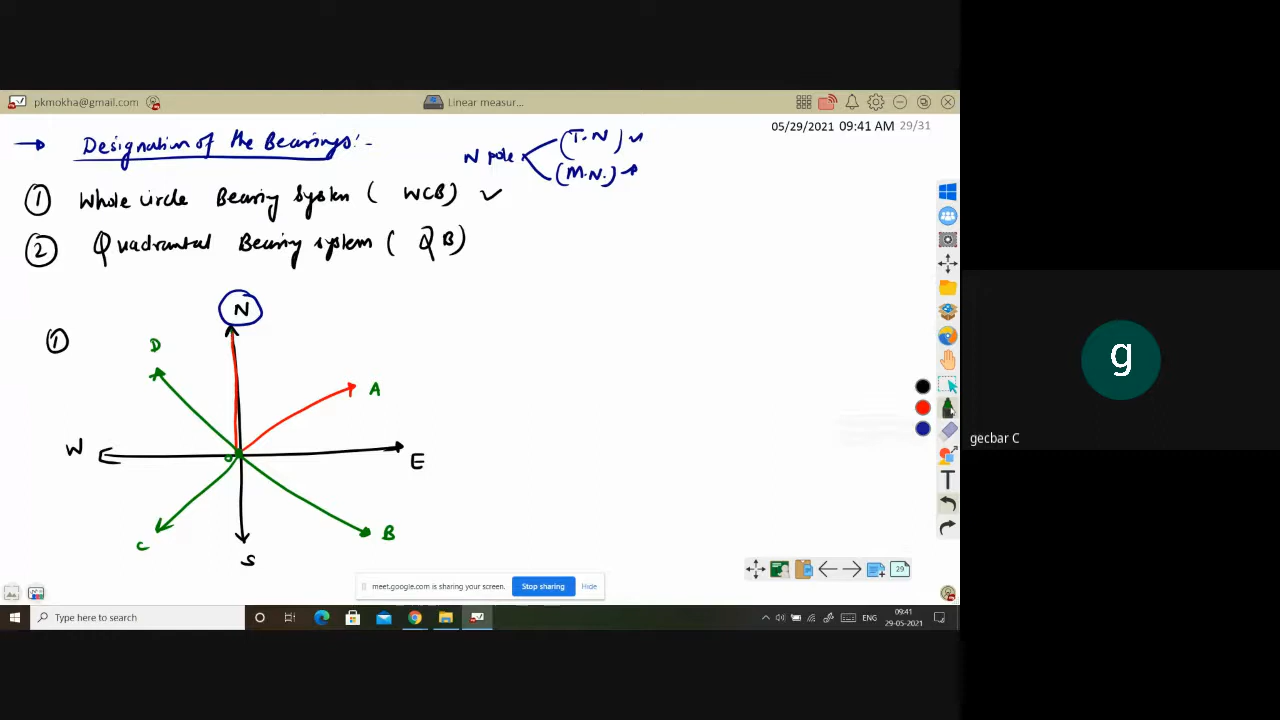 pkmokha@gmail.com
Linear measur...
05/29/2021 09:41 AM 29/31
→ Designation of the Bearings:-
N pole
(T.N)
(M.N.)
① Whole circle Bearing System ( WCB) ✓
② Quadrantal Bearing system ( QB)
①
N
D
A
W
o
E
C
B
S
g
gecbar C
T
29
meet.google.com is sharing your screen.
Stop sharing
Hide
Type here to search
ENG
09:41
29-05-2021